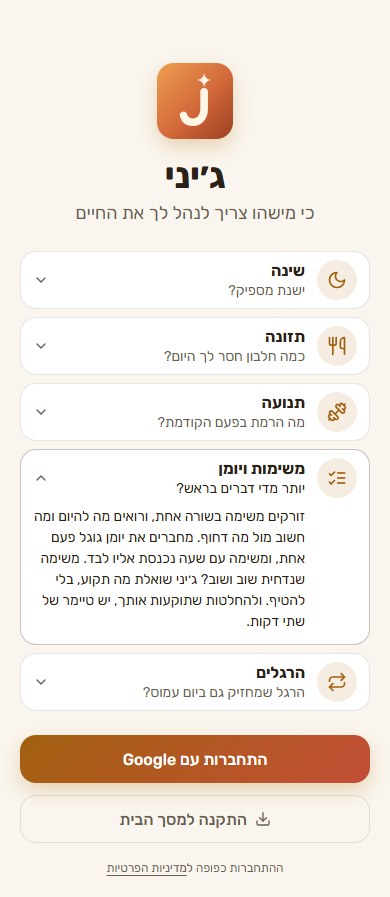 J
ג׳יני
כי מישהו צריך לנהל לך את החיים
שינה
ישנת מספיק?
תזונה
כמה חלבון חסר לך היום?
תנועה
מה הרמת בפעם הקודמת?
משימות ויומן
יותר מדי דברים בראש?
זורקים משימה בשורה אחת, ורואים מה להיום ומה
חשוב מול מה דחוף. מחברים את יומן גוגל פעם
אחת, ומשימה עם שעה נכנסת אליו לבד. משימה
שנדחית שוב ושוב? ג׳יני שואלת מה תקוע, בלי
להטיף. ולהחלטות שתוקעות אותך, יש טיימר של
שתי דקות.
הרגלים
הרגל שמחזיק גם ביום עמוס?
התחברות עם Google
התקנה למסך הבית
ההתחברות כפופה למדיניות הפרטיות